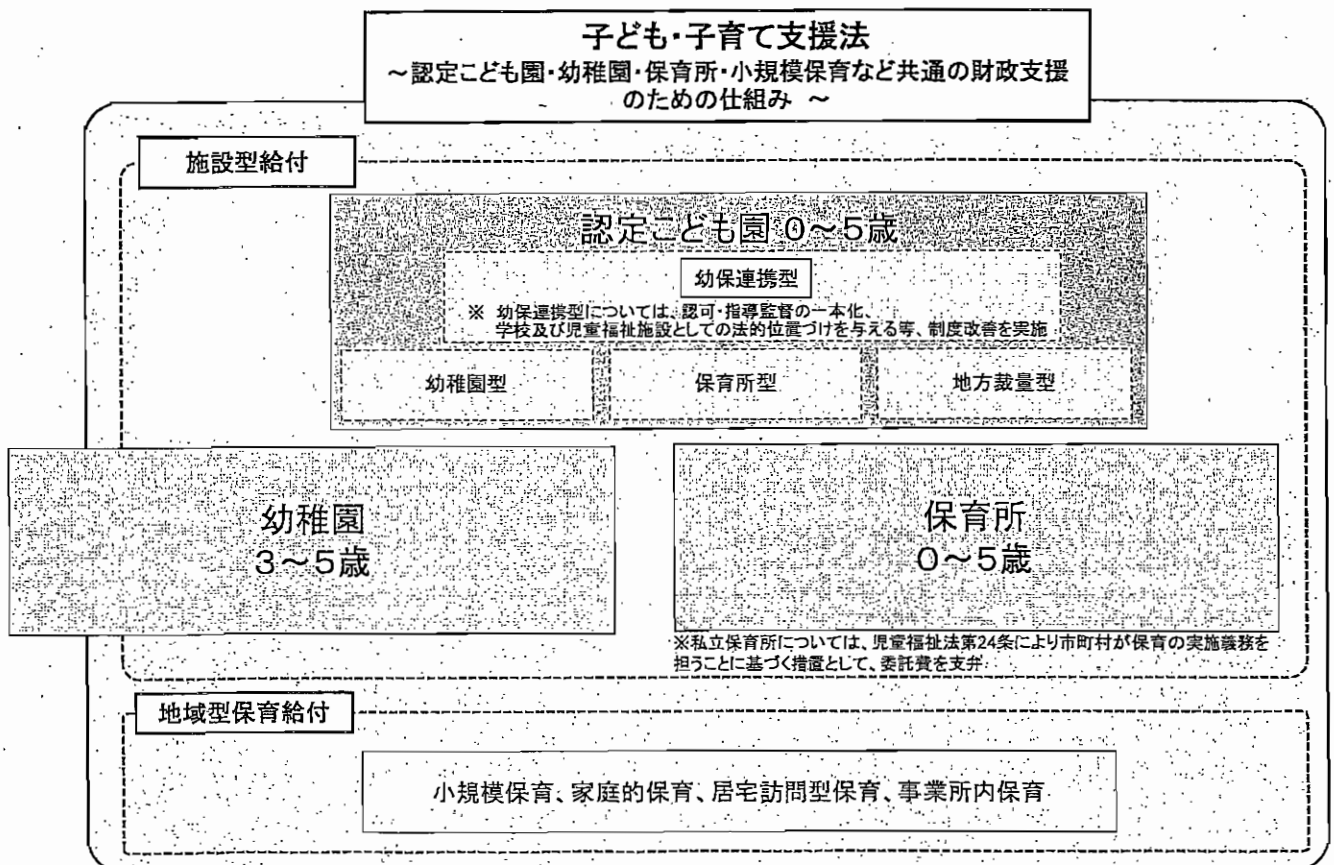 子ども・子育て支援法
～認定こども園・幼稚園・保育所・小規模保育など共通の財政支援
のための仕組み ～
施設型給付
認定こども園 0～5歳
幼保連携型
※ 幼保連携型については、認可・指導監督の一本化、
学校及び児童福祉施設としての法的位置づけを与える等、制度改善を実施
幼稚園型
保育所型
地方裁量型
幼稚園
3～5歳
保育所
0～5歳
※私立保育所については、児童福祉法第24条により市町村が保育の実施義務を
担うことに基づく措置として、委託費を支弁
地域型保育給付
小規模保育、家庭的保育、居宅訪問型保育、事業所内保育